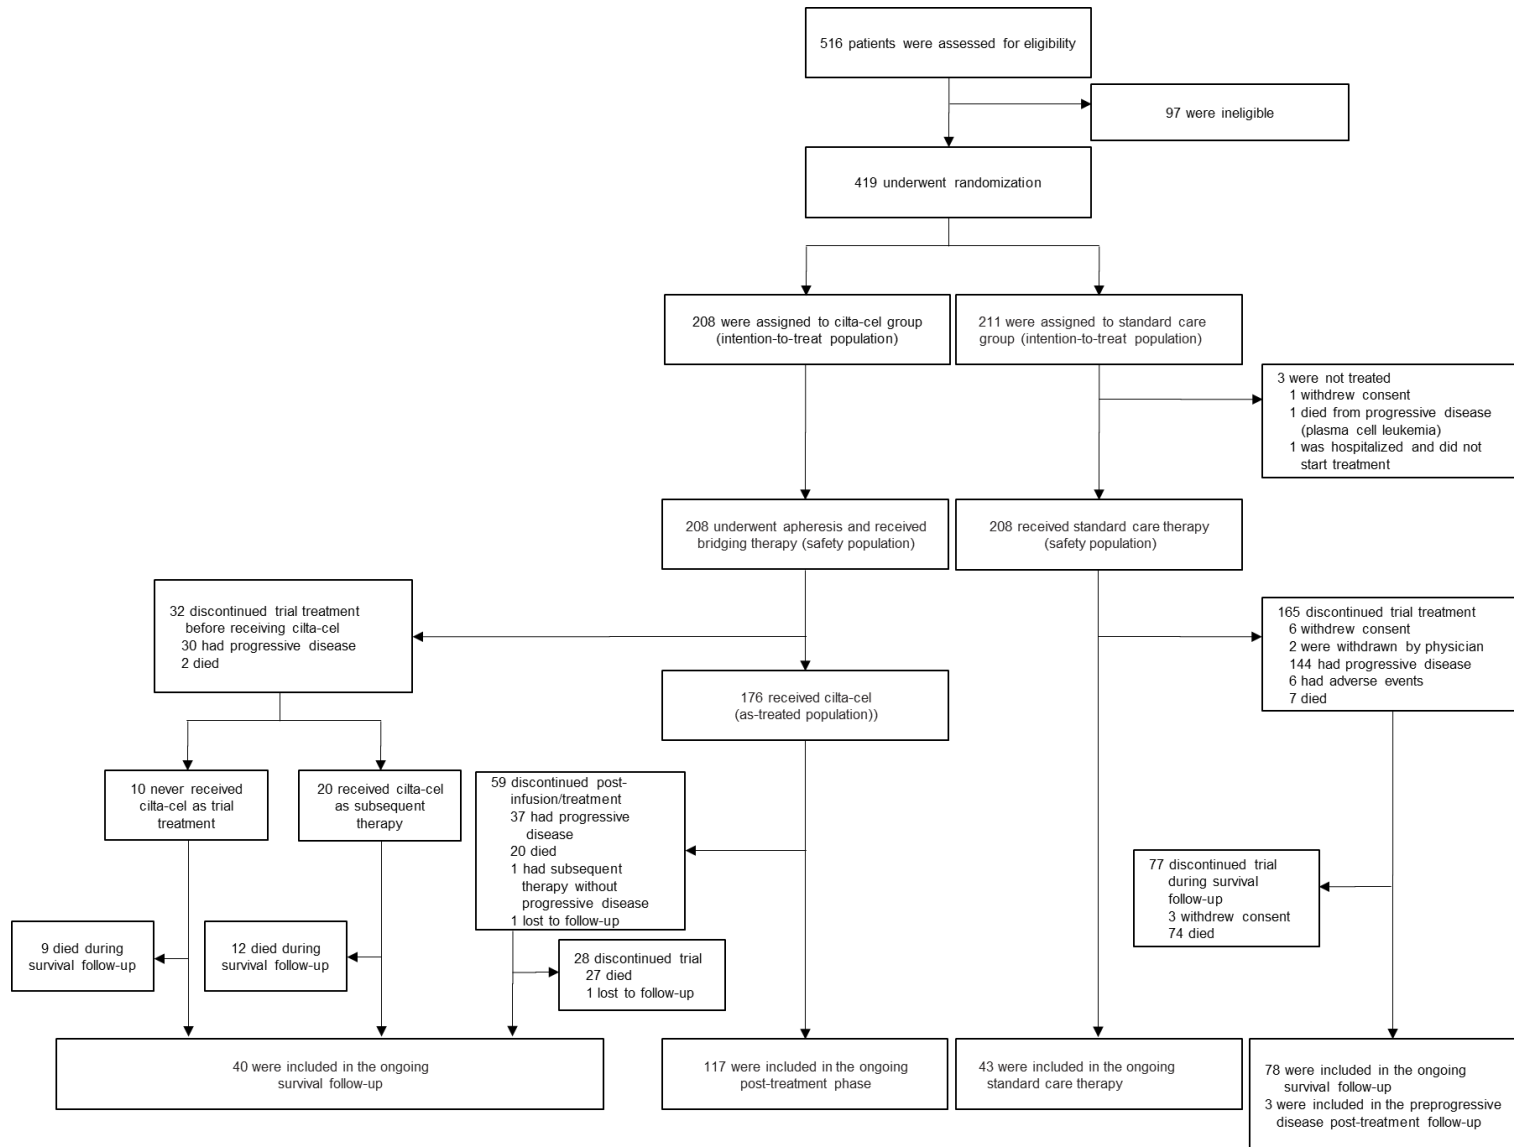 516 patients were assessed for eligibility
97 were ineligible
419 underwent randomization
208 were assigned to cilta-cel group
(intention-to-treat population)
211 were assigned to standard care
group (intention-to-treat population)
3 were not treated
1 withdrew consent
1 died from progressive disease
(plasma cell leukemia)
1 was hospitalized and did not
start treatment
208 underwent apheresis and received
bridging therapy (safety population)
208 received standard care therapy
(safety population)
32 discontinued trial treatment
before receiving cilta-cel
30 had progressive disease
2 died
165 discontinued trial treatment
6 withdrew consent
2 were withdrawn by physician
144 had progressive disease
6 had adverse events
7 died
176 received cilta-cel
(as-treated population))
10 never received
cilta-cel as trial
treatment
20 received cilta-cel
as subsequent
therapy
59 discontinued post-
infusion/treatment
37 had progressive
disease
20 died
1 had subsequent
therapy without
progressive disease
1 lost to follow-up
77 discontinued trial
during survival
follow-up
3 withdrew consent
74 died
9 died during
survival follow-up
12 died during
survival follow-up
28 discontinued trial
27 died
1 lost to follow-up
40 were included in the ongoing
survival follow-up
117 were included in the ongoing
post-treatment phase
43 were included in the ongoing
standard care therapy
78 were included in the ongoing
survival follow-up
3 were included in the preprogressive
disease post-treatment follow-up